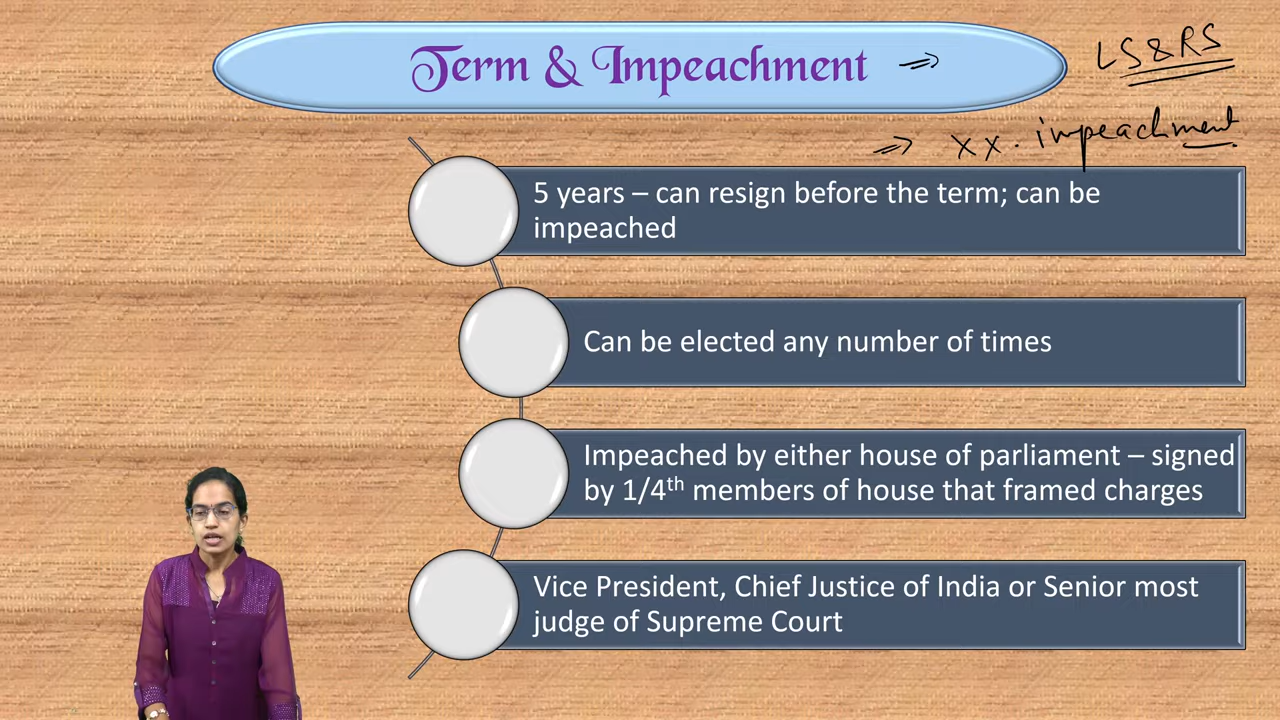 Term & Impeachment ⇒ LS & RS
⇒ xx. impeachment
5 years – can resign before the term; can be
impeached
Can be elected any number of times
Impeached by either house of parliament – signed
by 1/4th members of house that framed charges
Vice President, Chief Justice of India or Senior most
judge of Supreme Court